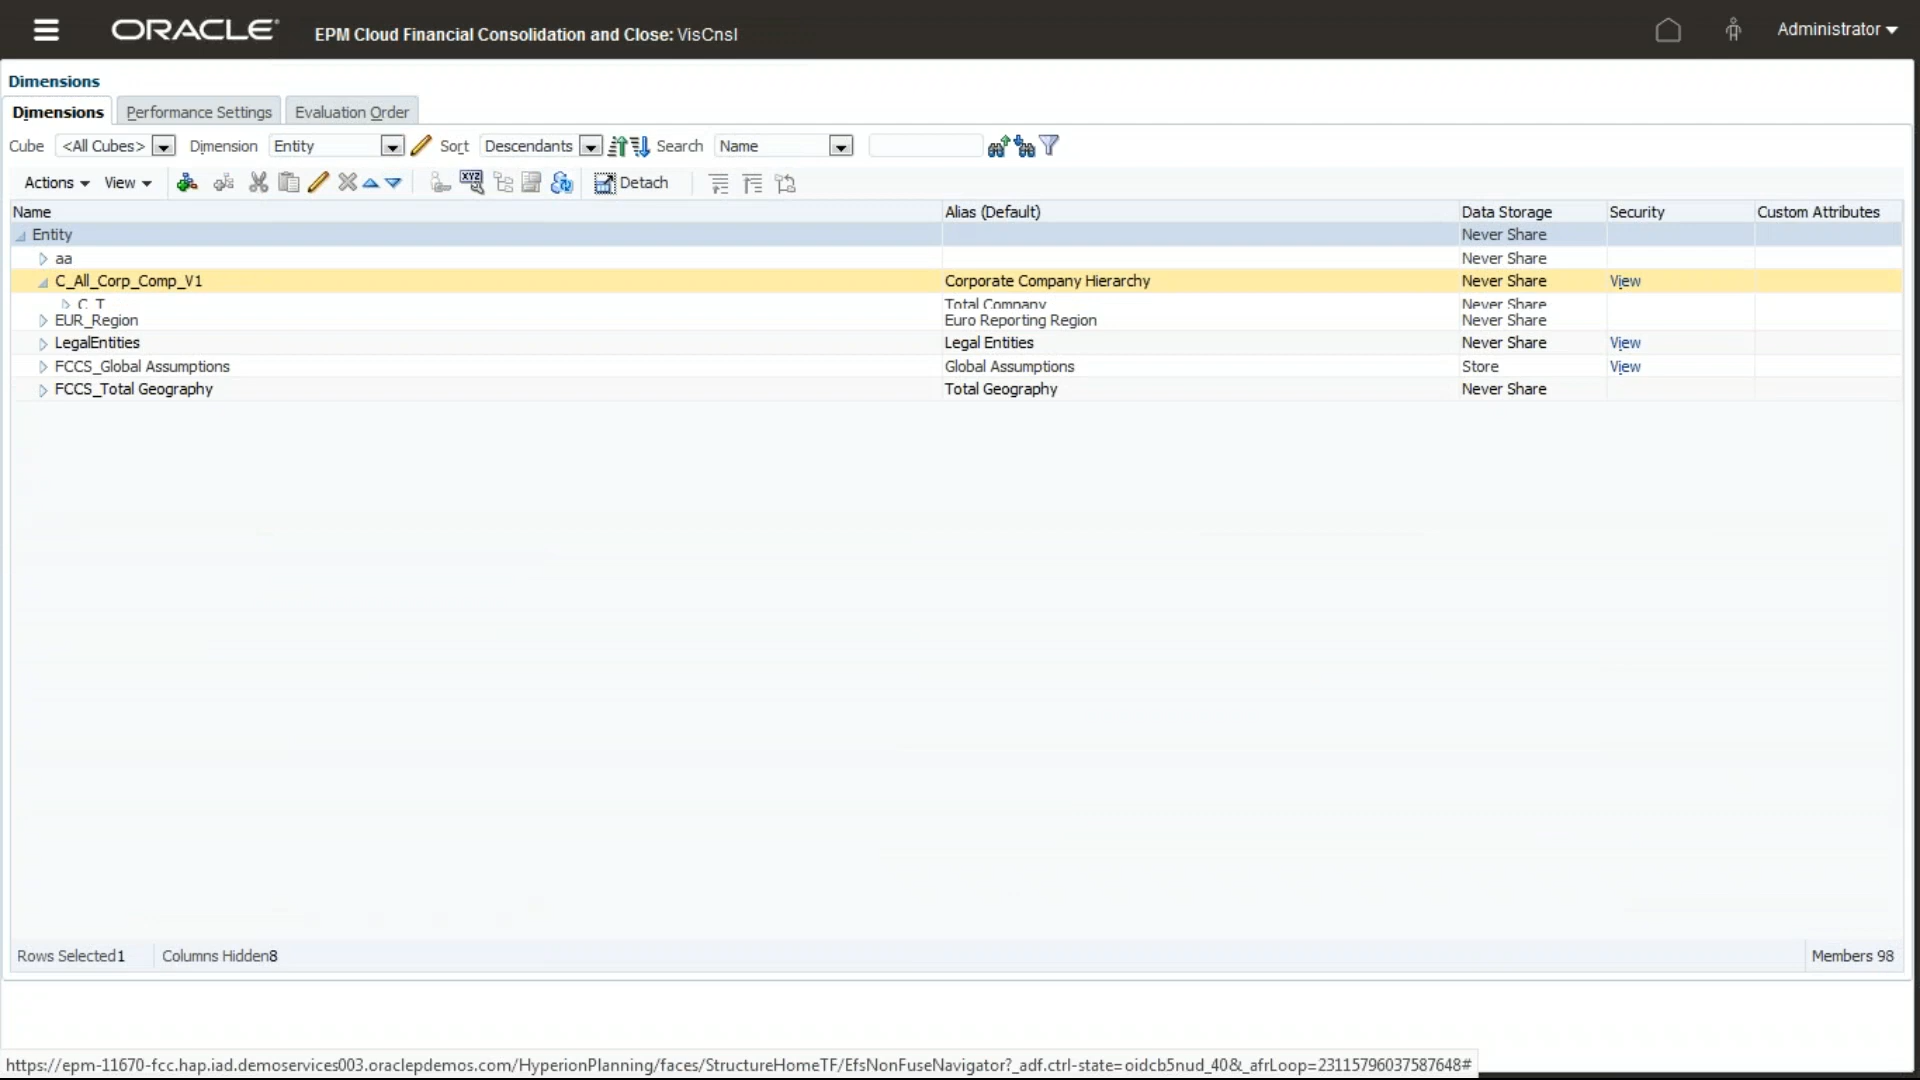 ORACLE EPM Cloud Financial Consolidation and Close: VisCnsl Administrator
Dimensions
Dimensions Performance Settings Evaluation Order
Cube <All Cubes> Dimension Entity Sort Descendants Search Name
Actions View XYZ Detach
Name Alias (Default) Data Storage Security Custom Attributes
Entity Never Share
aa Never Share
C_All_Corp_Comp_V1 Corporate Company Hierarchy Never Share View
C_T Total Company Never Share
EUR_Region Euro Reporting Region Never Share
LegalEntities Legal Entities Never Share View
FCCS_Global Assumptions Global Assumptions Store View
FCCS_Total Geography Total Geography Never Share
Rows Selected1 Columns Hidden8 Members 98
https://epm-11670-fcc.hap.iad.demoservices003.oraclepdemos.com/HyperionPlanning/faces/StructureHomeTF/EfsNonFuseNavigator?_adf.ctrl-state=oidcb5nud_40&_afrLoop=23115796037587648#